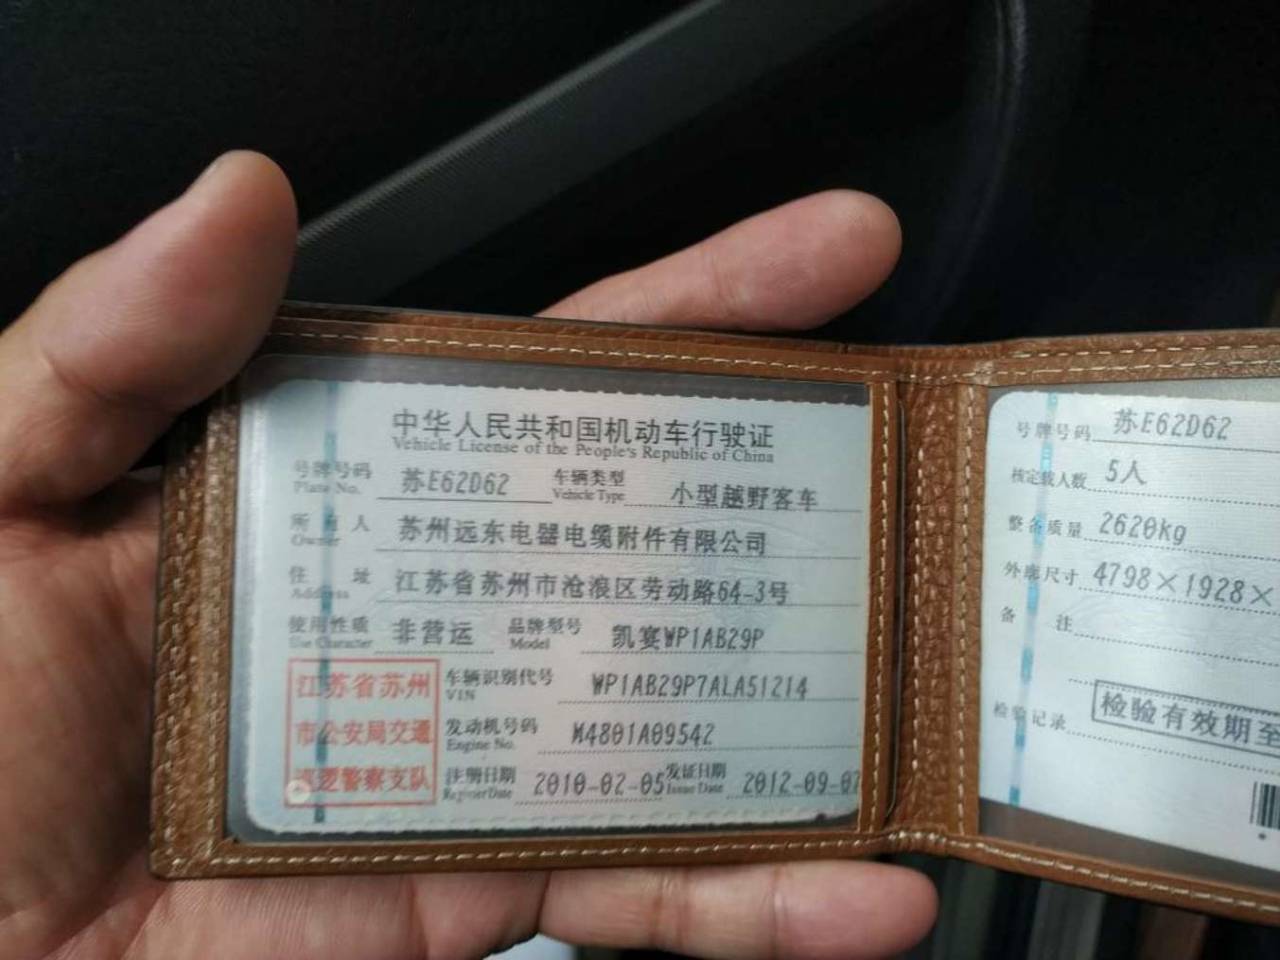 中华人民共和国机动车行驶证
Vehicle License of the People's Republic of China
号牌号码 苏E62D62 车辆类型 小型越野客车
Plate No. Vehicle Type
所有人 苏州远东电器电缆附件有限公司
Owner
住址 江苏省苏州市沧浪区劳动路64-3号
Address
使用性质 非营运 品牌型号 凯宴WP1AB29P
Use Character Model
江苏省苏州
市公安局交通
巡逻警察支队
车辆识别代号 WP1AB29P7ALA51214
VIN
发动机号码 M4801A09542
Engine No.
注册日期 2010-02-05 发证日期 2012-09-07
Register Date Issue Date
号牌号码 苏E62D62
核定载人数 5人
整备质量 2620kg
外廓尺寸 4798×1928×
备注
检验记录 检验有效期至